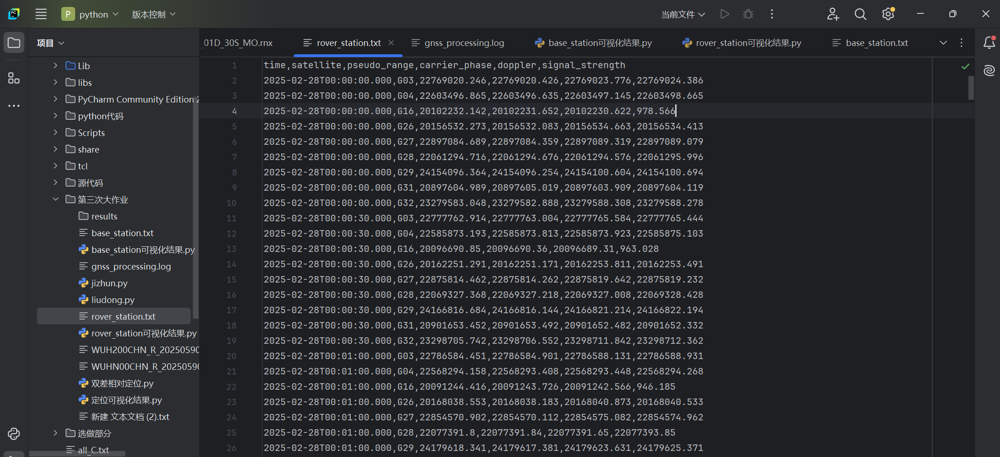 P python 版本控制 当前文件
项目
Lib
libs
PyCharm Community Edition 2
python代码
Scripts
share
tcl
源代码
第三次大作业
results
base_station.txt
base_station可视化结果.py
gnss_processing.log
jizhun.py
liudong.py
rover_station.txt
rover_station可视化结果.py
WUH200CHN_R_20250590
WUHN00CHN_R_2025059
双差相对定位.py
定位可视化结果.py
新建 文本文档 (2).txt
选做部分
all_C.txt
_01D_30S_MO.rnx rover_station.txt gnss_processing.log base_station可视化结果.py rover_station可视化结果.py base_station.txt
1 time,satellite,pseudo_range,carrier_phase,doppler,signal_strength
2 2025-02-28T00:00:00.000,G03,22769020.246,22769020.426,22769023.776,22769024.386
3 2025-02-28T00:00:00.000,G04,22603496.865,22603496.635,22603497.145,22603498.665
4 2025-02-28T00:00:00.000,G16,20102232.142,20102231.652,20102230.622,978.566
5 2025-02-28T00:00:00.000,G26,20156532.273,20156532.083,20156534.663,20156534.413
6 2025-02-28T00:00:00.000,G27,22897084.689,22897084.359,22897089.319,22897089.079
7 2025-02-28T00:00:00.000,G28,22061294.716,22061294.676,22061294.576,22061295.996
8 2025-02-28T00:00:00.000,G29,24154096.364,24154096.254,24154100.604,24154100.694
9 2025-02-28T00:00:00.000,G31,20897604.989,20897605.019,20897603.909,20897604.119
10 2025-02-28T00:00:00.000,G32,23279583.048,23279582.888,23279588.308,23279588.278
11 2025-02-28T00:00:30.000,G03,22777762.914,22777763.004,22777765.584,22777765.444
12 2025-02-28T00:00:30.000,G04,22585873.193,22585873.813,22585873.923,22585875.103
13 2025-02-28T00:00:30.000,G16,20096690.85,20096690.36,20096689.31,963.028
14 2025-02-28T00:00:30.000,G26,20162251.291,20162251.171,20162253.811,20162253.491
15 2025-02-28T00:00:30.000,G27,22875814.462,22875814.262,22875819.642,22875819.232
16 2025-02-28T00:00:30.000,G28,22069327.368,22069327.218,22069327.008,22069328.428
17 2025-02-28T00:00:30.000,G29,24166816.684,24166816.144,24166821.214,24166822.194
18 2025-02-28T00:00:30.000,G31,20901653.452,20901653.492,20901652.482,20901652.332
19 2025-02-28T00:00:30.000,G32,23298705.742,23298706.552,23298711.842,23298712.362
20 2025-02-28T00:01:00.000,G03,22786584.451,22786584.901,22786588.131,22786588.931
21 2025-02-28T00:01:00.000,G04,22568294.158,22568293.408,22568293.448,22568294.268
22 2025-02-28T00:01:00.000,G16,20091244.416,20091243.726,20091242.566,946.185
23 2025-02-28T00:01:00.000,G26,20168038.553,20168038.183,20168040.873,20168040.533
24 2025-02-28T00:01:00.000,G27,22854570.902,22854570.112,22854575.082,22854574.962
25 2025-02-28T00:01:00.000,G28,22077391.8,22077391.84,22077391.65,22077393.85
26 2025-02-28T00:01:00.000,G29,24179618.341,24179617.381,24179623.631,24179625.371